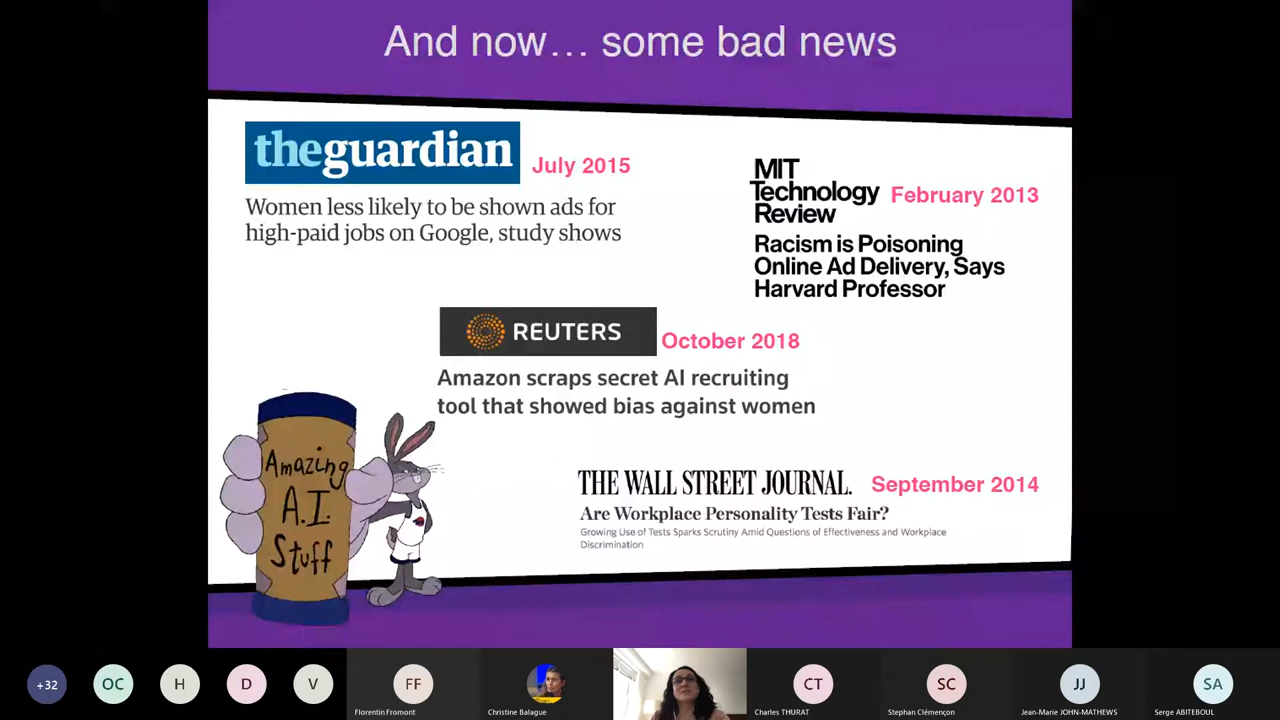 And now… some bad news
theguardian
July 2015
Women less likely to be shown ads for
high-paid jobs on Google, study shows
MIT
Technology
Review
February 2013
Racism is Poisoning
Online Ad Delivery, Says
Harvard Professor
REUTERS
October 2018
Amazon scraps secret AI recruiting
tool that showed bias against women
Amazing
A.I.
Stuff
THE WALL STREET JOURNAL.
September 2014
Are Workplace Personality Tests Fair?
Growing Use of Tests Sparks Scrutiny Amid Questions of Effectiveness and Workplace
Discrimination
+32
OC
H
D
V
FF
Florentin Fromont
Christine Balague
CT
Charles THURAT
SC
Stephan Clémençon
JJ
Jean-Marie JOHN-MATHEWS
SA
Serge ABITEBOUL